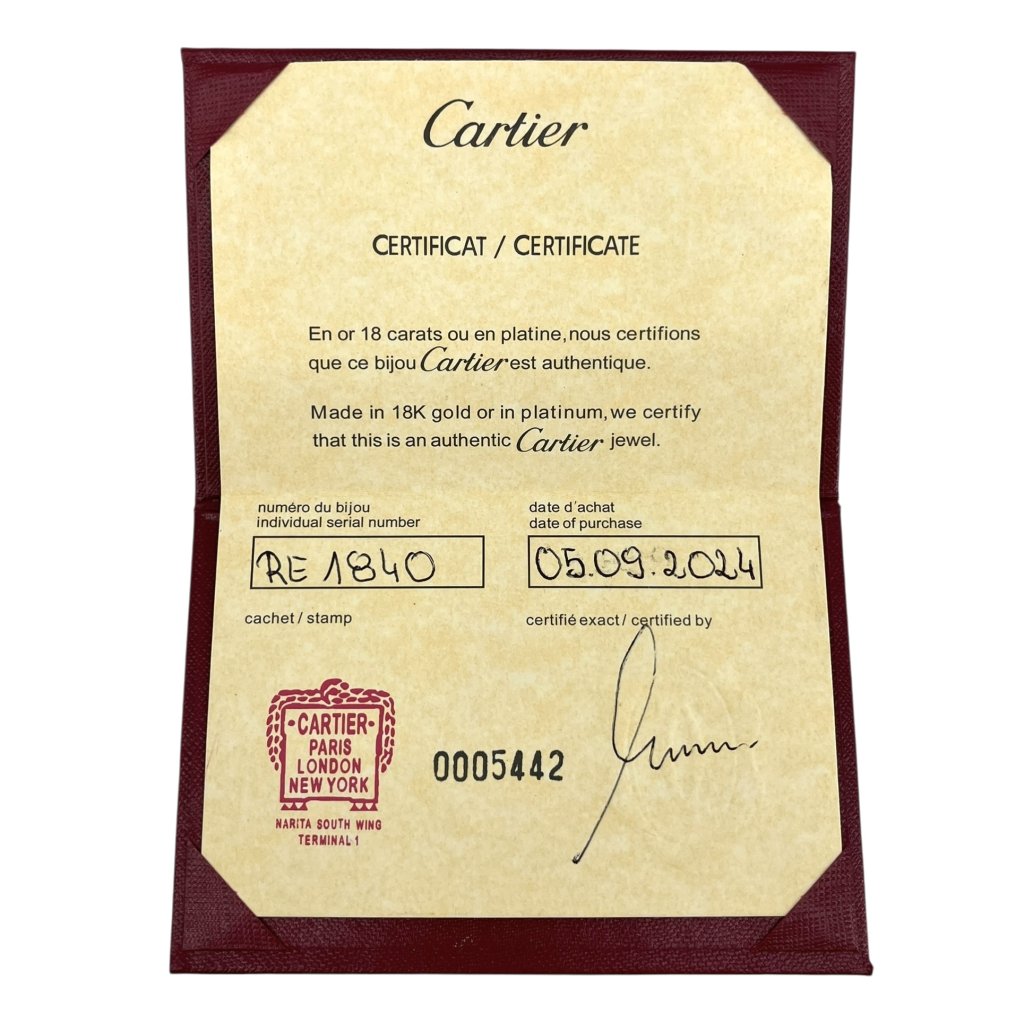 Cartier
CERTIFICAT / CERTIFICATE
En or 18 carats ou en platine, nous certifions
que ce bijou Cartier est authentique.
Made in 18K gold or in platinum, we certify
that this is an authentic Cartier jewel.
numéro du bijou
individual serial number
RE 1840
date d'achat
date of purchase
05.09.2024
cachet / stamp
certifié exact / certified by
·CARTIER·
PARIS
LONDON
NEW YORK
NARITA SOUTH WING
TERMINAL 1
0005442